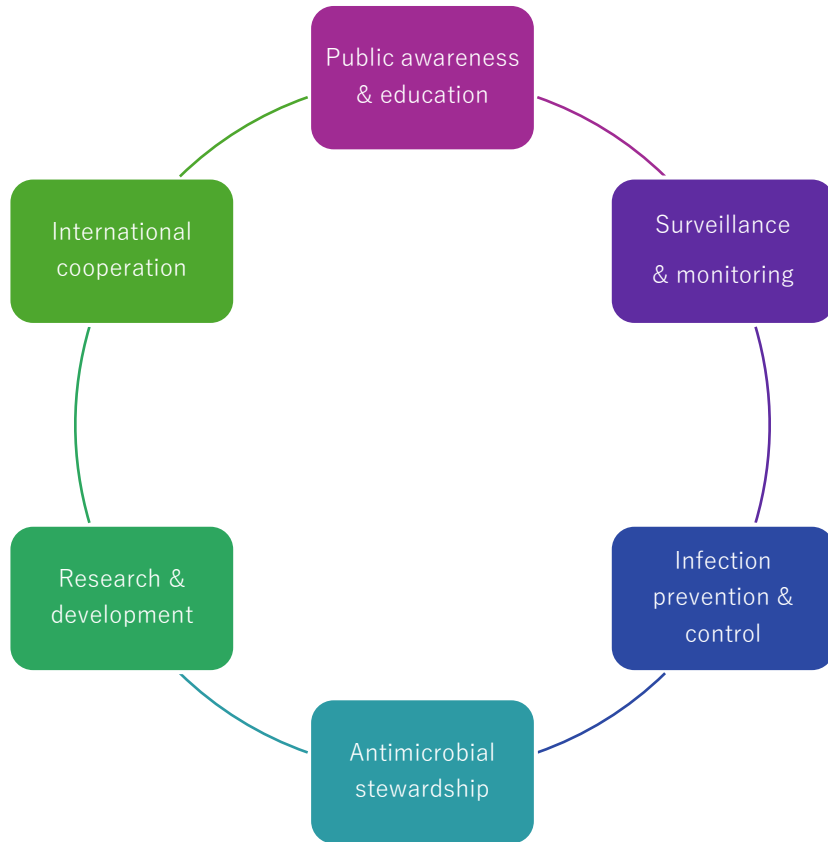 Public awareness
& education
Surveillance
& monitoring
Infection
prevention &
control
Antimicrobial
stewardship
Research &
development
International
cooperation